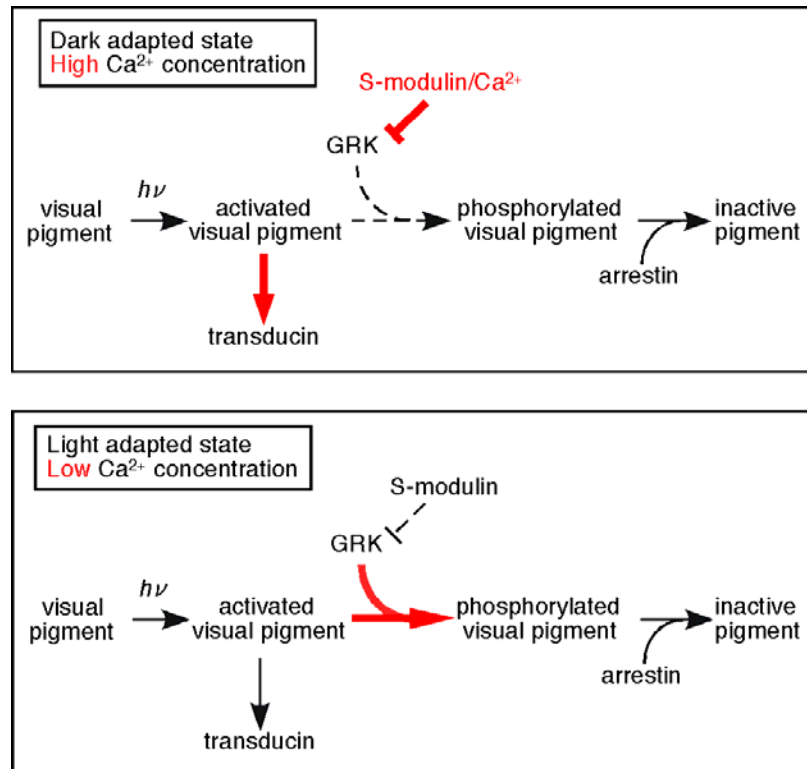 Dark adapted state
High Ca²⁺ concentration
S-modulin/Ca²⁺
GRK
hν
visual
pigment
activated
visual pigment
phosphorylated
visual pigment
inactive
pigment
arrestin
transducin
Light adapted state
Low Ca²⁺ concentration
S-modulin
GRK
hν
visual
pigment
activated
visual pigment
phosphorylated
visual pigment
inactive
pigment
arrestin
transducin